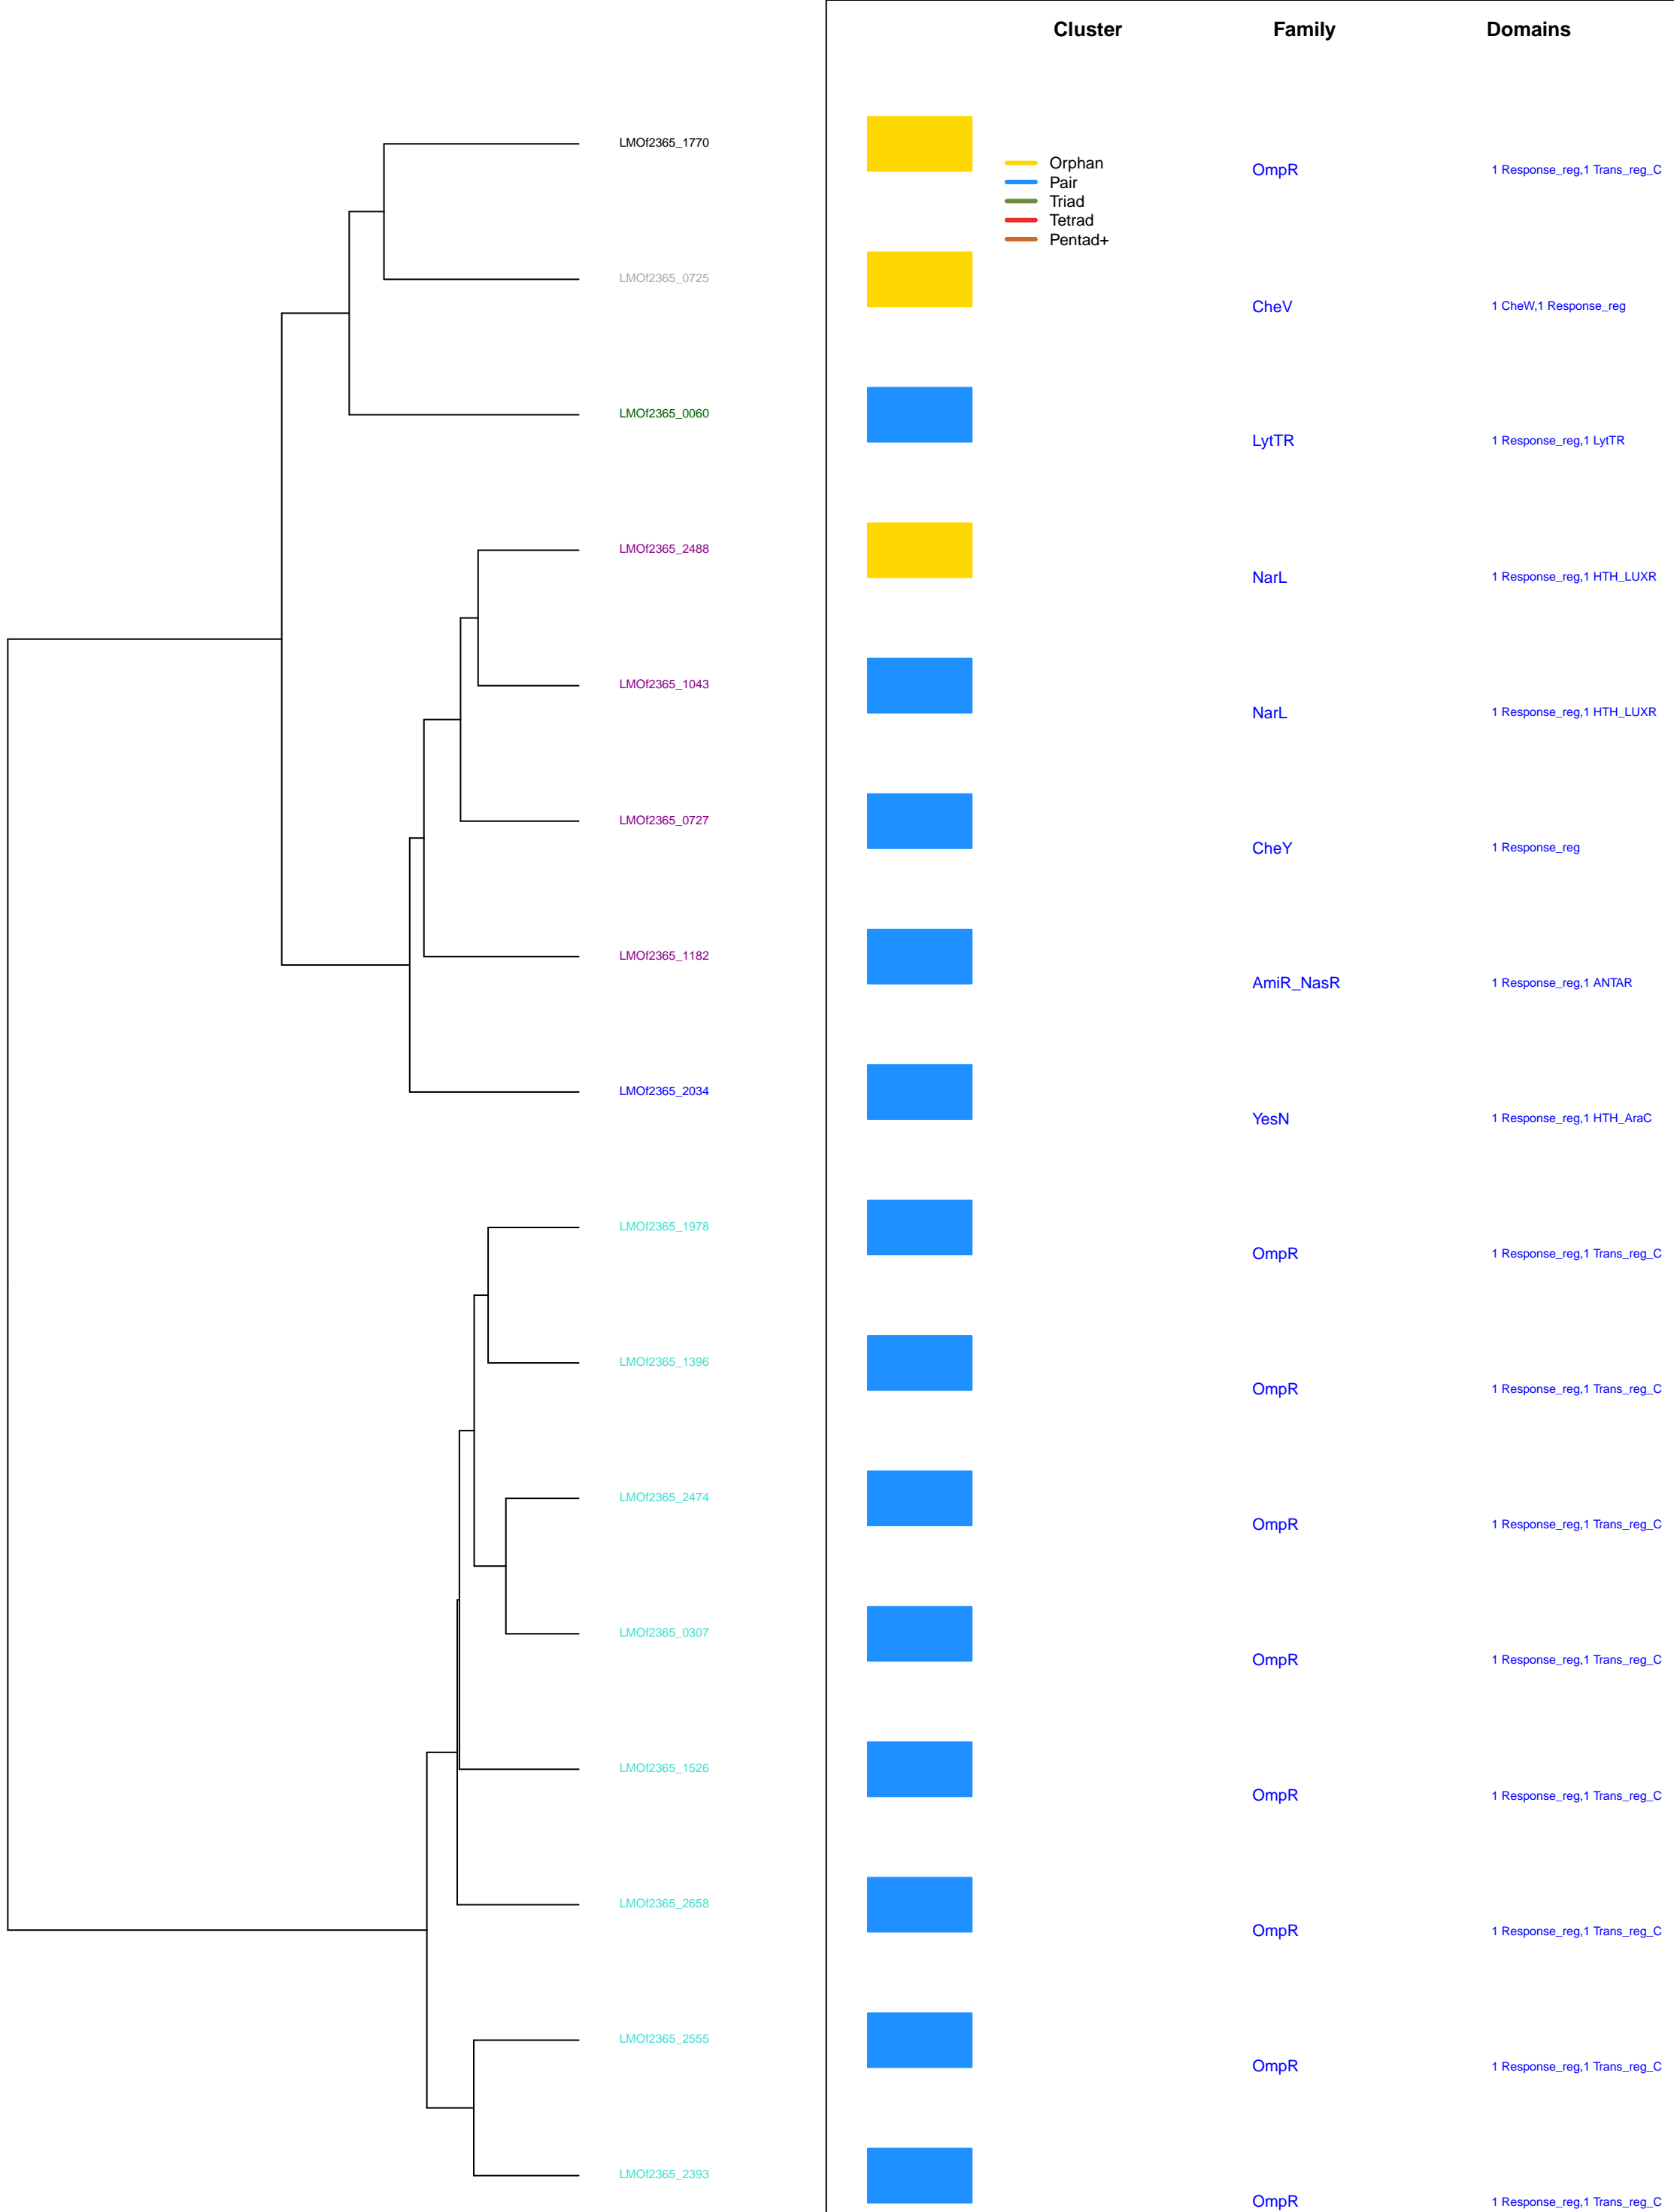 Cluster Family Domains
LMOf2365_1770
Orphan
Pair
Triad
Tetrad
Pentad+
OmpR 1 Response_reg,1 Trans_reg_C
LMOf2365_0725
CheV 1 CheW,1 Response_reg
LMOf2365_0060
LytTR 1 Response_reg,1 LytTR
LMOf2365_2488
NarL 1 Response_reg,1 HTH_LUXR
LMOf2365_1043
NarL 1 Response_reg,1 HTH_LUXR
LMOf2365_0727
CheY 1 Response_reg
LMOf2365_1182
AmiR_NasR 1 Response_reg,1 ANTAR
LMOf2365_2034
YesN 1 Response_reg,1 HTH_AraC
LMOf2365_1978
OmpR 1 Response_reg,1 Trans_reg_C
LMOf2365_1396
OmpR 1 Response_reg,1 Trans_reg_C
LMOf2365_2474
OmpR 1 Response_reg,1 Trans_reg_C
LMOf2365_0307
OmpR 1 Response_reg,1 Trans_reg_C
LMOf2365_1526
OmpR 1 Response_reg,1 Trans_reg_C
LMOf2365_2658
OmpR 1 Response_reg,1 Trans_reg_C
LMOf2365_2555
OmpR 1 Response_reg,1 Trans_reg_C
LMOf2365_2393
OmpR 1 Response_reg,1 Trans_reg_C